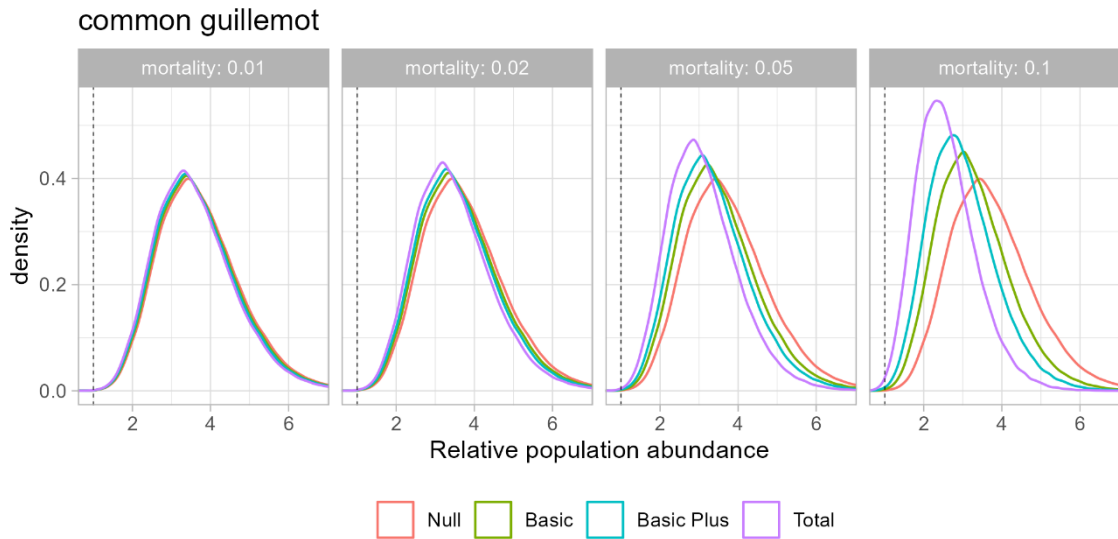 common guillemot
mortality: 0.01 mortality: 0.02 mortality: 0.05 mortality: 0.1
density
0.4
0.2
0.0
2 4 6 2 4 6 2 4 6 2 4 6
Relative population abundance
Null Basic Basic Plus Total